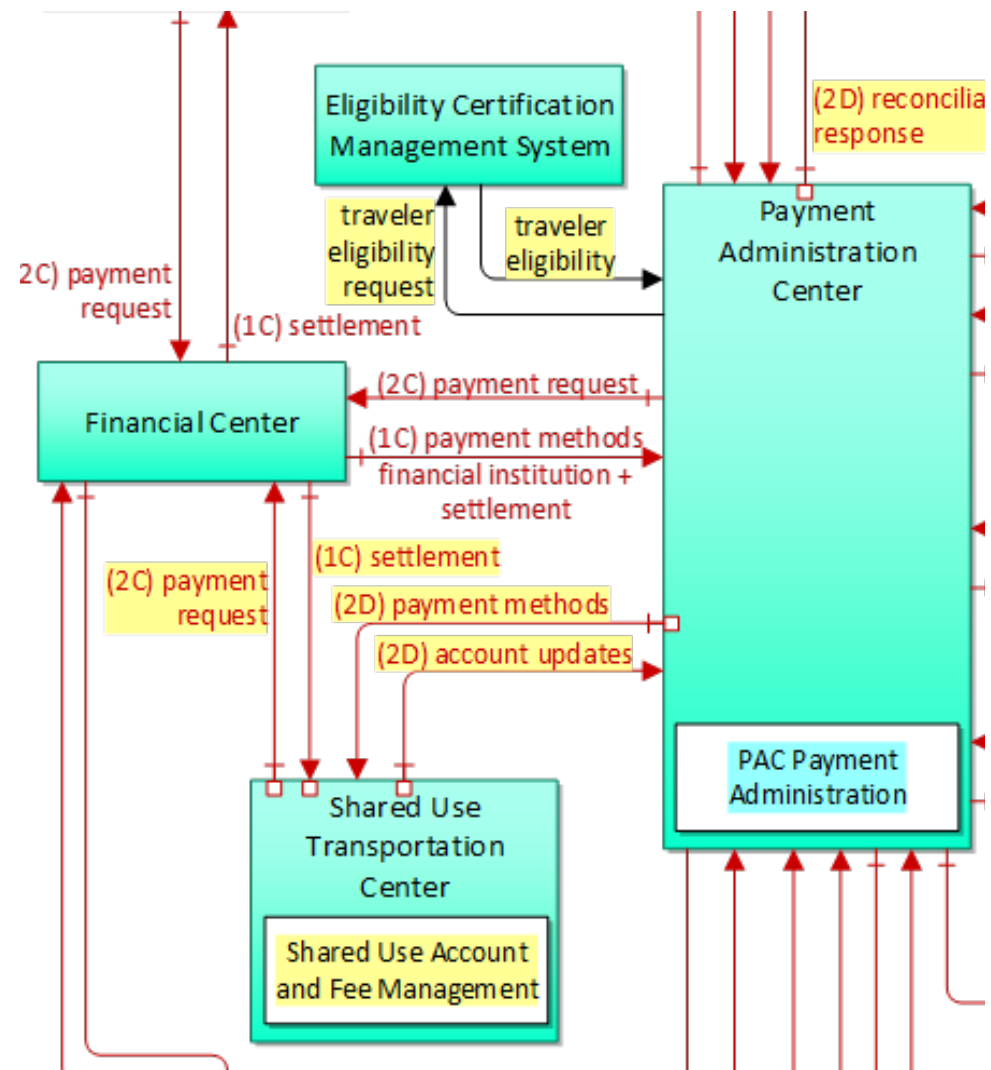 (2D) reconcilia
response
Eligibility Certification
Management System
traveler
eligibility
request
traveler
eligibility
Payment
Administration
Center
2C) payment
request
(1C) settlement
(2C) payment request
Financial Center
(1C) payment methods
financial institution +
settlement
(1C) settlement
(2C) payment
request
(2D) payment methods
(2D) account updates
PAC Payment
Administration
Shared Use
Transportation
Center
Shared Use Account
and Fee Management